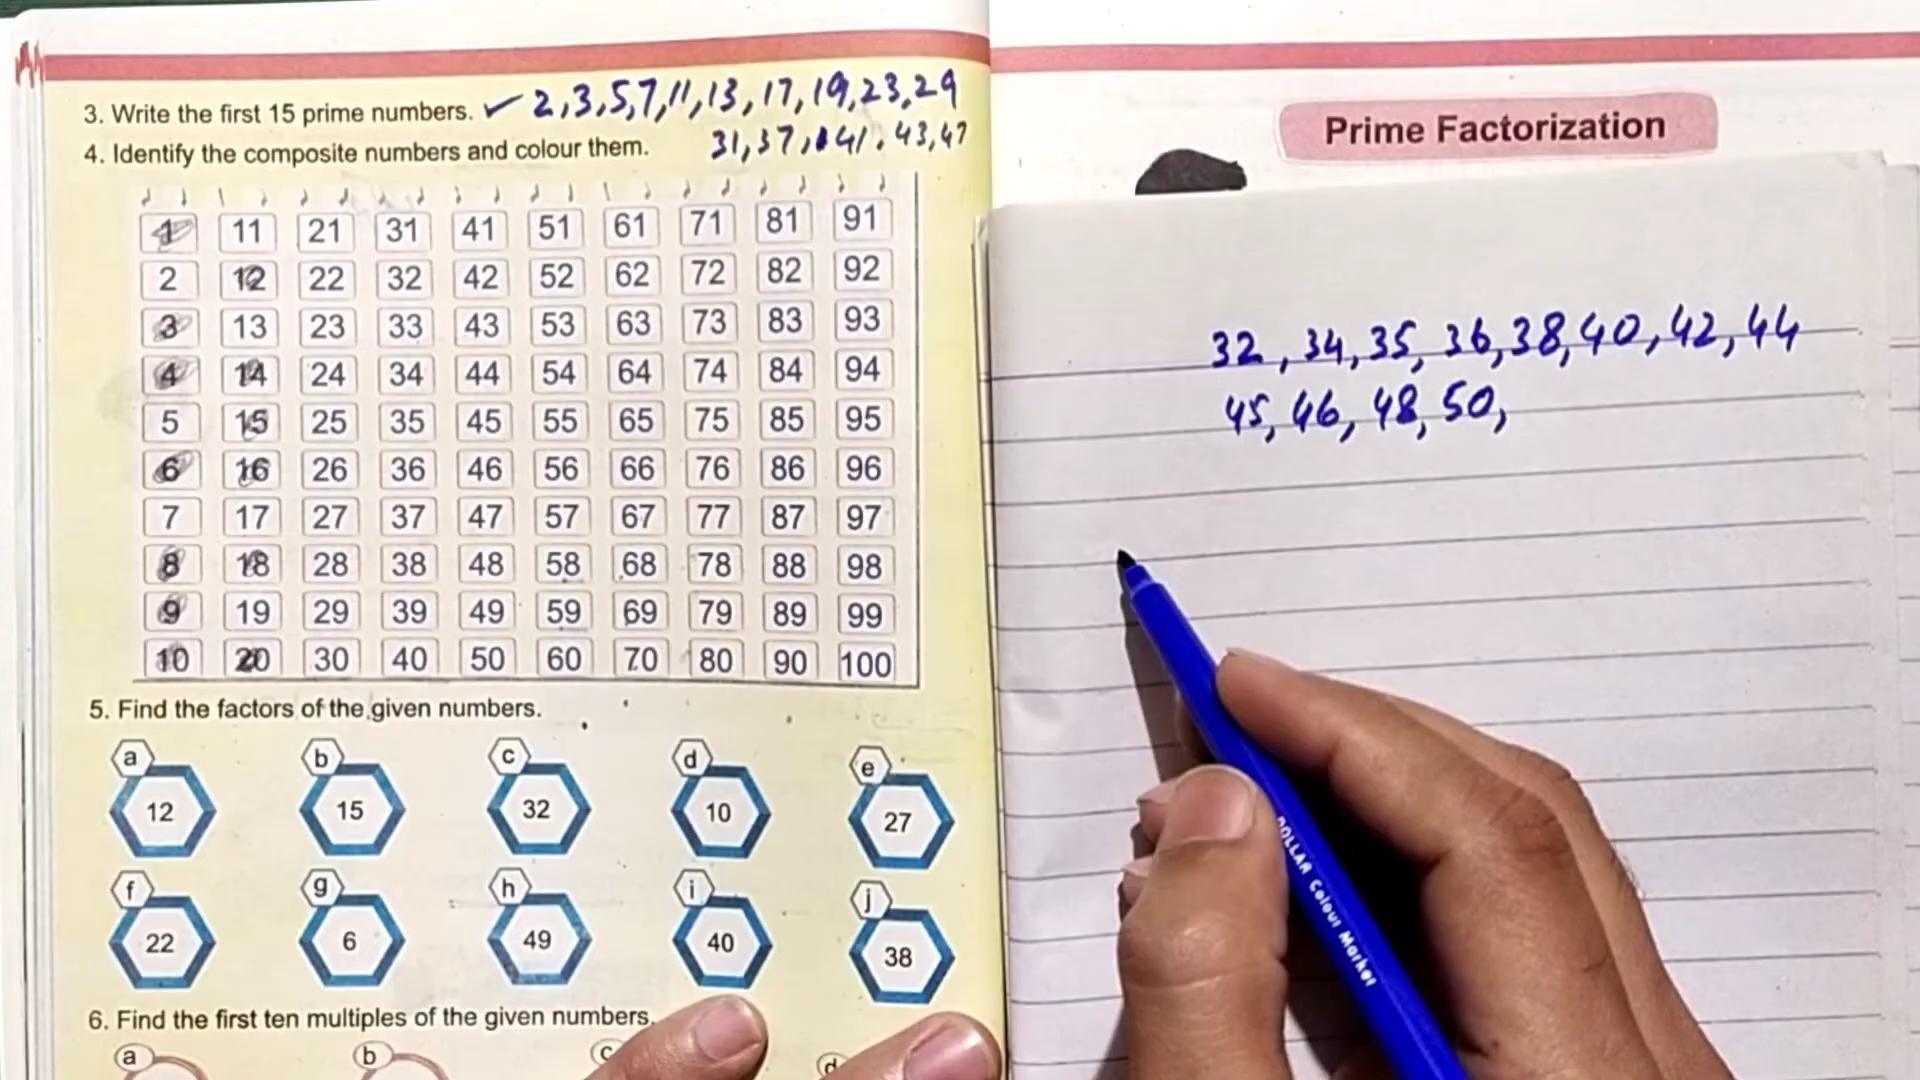 3. Write the first 15 prime numbers. 2,3,5,7,11,13,17,19,23,29
31,37,41,43,47
4. Identify the composite numbers and colour them.
1 11 21 31 41 51 61 71 81 91
2 12 22 32 42 52 62 72 82 92
3 13 23 33 43 53 63 73 83 93
4 14 24 34 44 54 64 74 84 94
5 15 25 35 45 55 65 75 85 95
6 16 26 36 46 56 66 76 86 96
7 17 27 37 47 57 67 77 87 97
8 18 28 38 48 58 68 78 88 98
9 19 29 39 49 59 69 79 89 99
10 20 30 40 50 60 70 80 90 100
5. Find the factors of the given numbers.
a b c d e
12 15 32 10 27
f g h i j
22 6 49 40 38
6. Find the first ten multiples of the given numbers.
a b c d
Prime Factorization
32, 34, 35, 36, 38, 40, 42, 44
45, 46, 48, 50,
DOLLAR Colour Marker